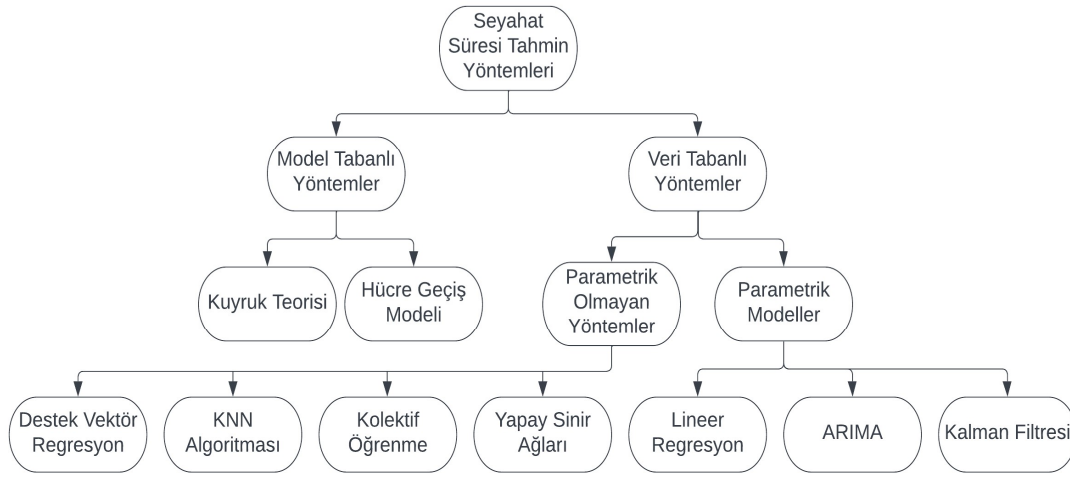 Seyahat
Süresi Tahmin
Yöntemleri
Model Tabanlı
Yöntemler
Veri Tabanlı
Yöntemler
Kuyruk Teorisi
Hücre Geçiş
Modeli
Parametrik
Olmayan
Yöntemler
Parametrik
Modeller
Destek Vektör
Regresyon
KNN
Algoritması
Kolektif
Öğrenme
Yapay Sinir
Ağları
Lineer
Regresyon
ARIMA
Kalman Filtresi